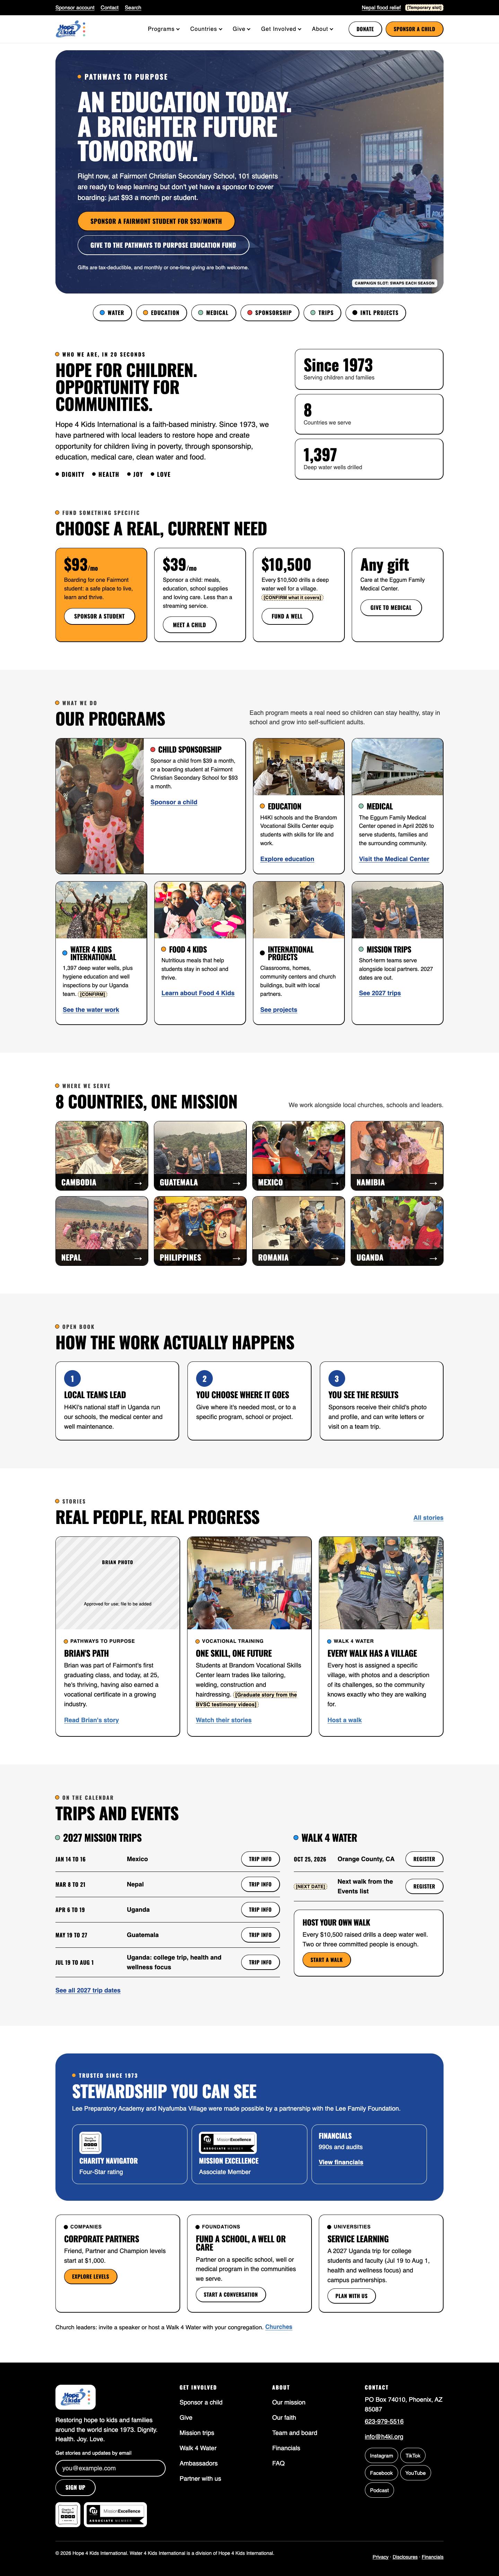 Sponsor account Contact Search
Nepal flood relief [Temporary slot]
Hope 4 kids
Programs Countries Give Get Involved About
DONATE
SPONSOR A CHILD
PATHWAYS TO PURPOSE
AN EDUCATION TODAY.
A BRIGHTER FUTURE
TOMORROW.
Right now, at Fairmont Christian Secondary School, 101 students
are ready to keep learning but don't yet have a sponsor to cover
boarding: just $93 a month per student.
SPONSOR A FAIRMONT STUDENT FOR $93/MONTH
GIVE TO THE PATHWAYS TO PURPOSE EDUCATION FUND
Gifts are tax-deductible, and monthly or one-time giving are both welcome.
CAMPAIGN SLOT: SWAPS EACH SEASON
WATER
EDUCATION
MEDICAL
SPONSORSHIP
TRIPS
INTL PROJECTS
WHO WE ARE, IN 20 SECONDS
HOPE FOR CHILDREN.
OPPORTUNITY FOR
COMMUNITIES.
Hope 4 Kids International is a faith-based ministry. Since 1973, we
have partnered with local leaders to restore hope and create
opportunity for children living in poverty, through sponsorship,
education, medical care, clean water and food.
DIGNITY HEALTH JOY LOVE
Since 1973
Serving children and families
8
Countries we serve
1,397
Deep water wells drilled
FUND SOMETHING SPECIFIC
CHOOSE A REAL, CURRENT NEED
$93/mo
Boarding for one Fairmont
student: a safe place to live,
learn and thrive.
SPONSOR A STUDENT
$39/mo
Sponsor a child: meals,
education, school supplies
and loving care. Less than a
streaming service.
MEET A CHILD
$10,500
Every $10,500 drills a deep
water well for a village.
[CONFIRM what it covers]
FUND A WELL
Any gift
Care at the Eggum Family
Medical Center.
GIVE TO MEDICAL
WHAT WE DO
OUR PROGRAMS
Each program meets a real need so children can stay healthy, stay in
school and grow into self-sufficient adults.
CHILD SPONSORSHIP
Sponsor a child from $39 a month,
or a boarding student at Fairmont
Christian Secondary School for $93
a month.
Sponsor a child
EDUCATION
H4Ki schools and the Brandom
Vocational Skills Center equip
students with skills for life and
work.
Explore education
MEDICAL
The Eggum Family Medical
Center opened in April 2026 to
serve students, families and
the surrounding community.
Visit the Medical Center
WATER 4 KIDS
INTERNATIONAL
1,397 deep water wells, plus
hygiene education and well
inspections by our Uganda
team. [CONFIRM]
See the water work
FOOD 4 KIDS
Nutritious meals that help
students stay in school and
thrive.
Learn about Food 4 Kids
INTERNATIONAL
PROJECTS
Classrooms, homes,
community centers and church
buildings, built with local
partners.
See projects
MISSION TRIPS
Short-term teams serve
alongside local partners. 2027
dates are out.
See 2027 trips
WHERE WE SERVE
8 COUNTRIES, ONE MISSION
We work alongside local churches, schools and leaders.
CAMBODIA →
GUATEMALA →
MEXICO →
NAMIBIA →
NEPAL →
PHILIPPINES →
ROMANIA →
UGANDA →
OPEN BOOK
HOW THE WORK ACTUALLY HAPPENS
1
LOCAL TEAMS LEAD
H4Ki's national staff in Uganda run
our schools, the medical center and
well maintenance.
2
YOU CHOOSE WHERE IT GOES
Give where it's needed most, or to a
specific program, school or project.
3
YOU SEE THE RESULTS
Sponsors receive their child's photo
and profile, and can write letters or
visit on a team trip.
STORIES
REAL PEOPLE, REAL PROGRESS
All stories
BRIAN PHOTO
Approved for use: file to be added
PATHWAYS TO PURPOSE
BRIAN'S PATH
Brian was part of Fairmont's first
graduating class, and today, at 25,
he's thriving, having also earned a
vocational certificate in a growing
industry.
Read Brian's story
VOCATIONAL TRAINING
ONE SKILL, ONE FUTURE
Students at Brandom Vocational Skills
Center learn trades like tailoring,
welding, construction and
hairdressing. [Graduate story from the
BVSC testimony videos]
Watch their stories
WALK 4 WATER
EVERY WALK HAS A VILLAGE
Every host is assigned a specific
village, with photos and a description
of its challenges, so the community
knows exactly who they are walking
for.
Host a walk
ON THE CALENDAR
TRIPS AND EVENTS
2027 MISSION TRIPS
JAN 14 TO 16 Mexico TRIP INFO
MAR 8 TO 21 Nepal TRIP INFO
APR 6 TO 19 Uganda TRIP INFO
MAY 19 TO 27 Guatemala TRIP INFO
JUL 19 TO AUG 1 Uganda: college trip, health and
wellness focus TRIP INFO
See all 2027 trip dates
WALK 4 WATER
OCT 25, 2026 Orange County, CA REGISTER
[NEXT DATE] Next walk from the
Events list REGISTER
HOST YOUR OWN WALK
Every $10,500 raised drills a deep water well.
Two or three committed people is enough.
START A WALK
TRUSTED SINCE 1973
STEWARDSHIP YOU CAN SEE
Lee Preparatory Academy and Nyafumba Village were made possible by a partnership with the Lee Family Foundation.
CHARITY NAVIGATOR
Four-Star rating
MissionExcellence
ASSOCIATE MEMBER
MISSION EXCELLENCE
Associate Member
FINANCIALS
990s and audits
View financials
COMPANIES
CORPORATE PARTNERS
Friend, Partner and Champion levels
start at $1,000.
EXPLORE LEVELS
FOUNDATIONS
FUND A SCHOOL, A WELL OR
CARE
Partner on a specific school, well or
medical program in the communities
we serve.
START A CONVERSATION
UNIVERSITIES
SERVICE LEARNING
A 2027 Uganda trip for college
students and faculty (Jul 19 to Aug 1,
health and wellness focus) and
campus partnerships.
PLAN WITH US
Church leaders: invite a speaker or host a Walk 4 Water with your congregation. Churches
Hope 4 kids
Restoring hope to kids and families
around the world since 1973. Dignity.
Health. Joy. Love.
Get stories and updates by email
you@example.com
SIGN UP
MissionExcellence
ASSOCIATE MEMBER
GET INVOLVED
Sponsor a child
Give
Mission trips
Walk 4 Water
Ambassadors
Partner with us
ABOUT
Our mission
Our faith
Team and board
Financials
FAQ
CONTACT
PO Box 74010, Phoenix, AZ
85087
623-979-5516
info@h4ki.org
Instagram
TikTok
Facebook
YouTube
Podcast
© 2026 Hope 4 Kids International. Water 4 Kids International is a division of Hope 4 Kids International.
Privacy · Disclosures · Financials